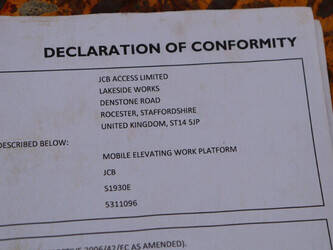 DECLARATION OF CONFORMITY
JCB ACCESS LIMITED
LAKESIDE WORKS
DENSTONE ROAD
ROCESTER, STAFFORDSHIRE
UNITED KINGDOM, ST14 5JP
DESCRIBED BELOW:
MOBILE ELEVATING WORK PLATFORM
JCB
S1930E
5311096
2006/42/EC AS AMENDED).